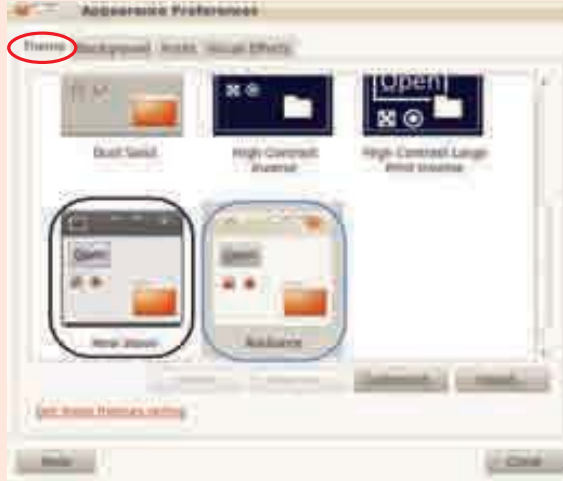 Appearance Preferences
Theme Background Fonts Visual Effects
Open
Dust Sand High Contrast Inverse High Contrast Large Print Inverse
Open Open
New Wave Radiance
Customize... Install...
Get more themes online
Help Close